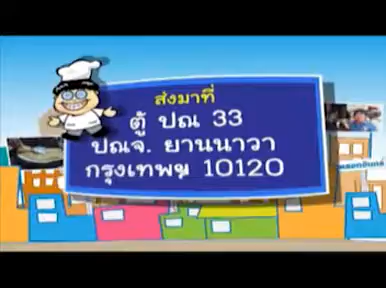 ส่งมาที่
ตู้ ปณ 33
ปณจ. ยานนาวา
กรุงเทพฯ 10120